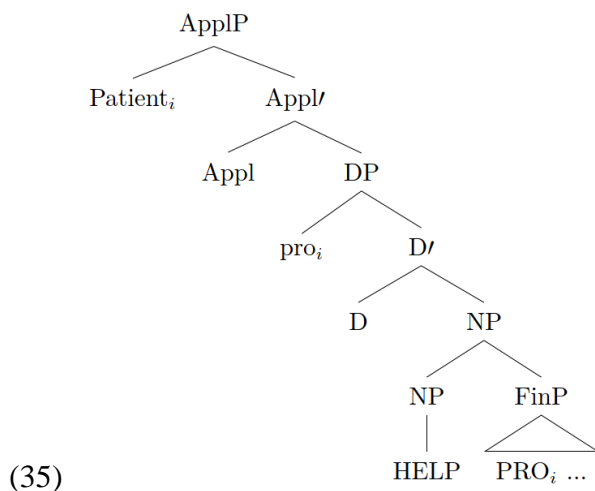 ApplP
Patientᵢ Appl′
Appl DP
proᵢ D′
D NP
NP FinP
(35) HELP PROᵢ ...